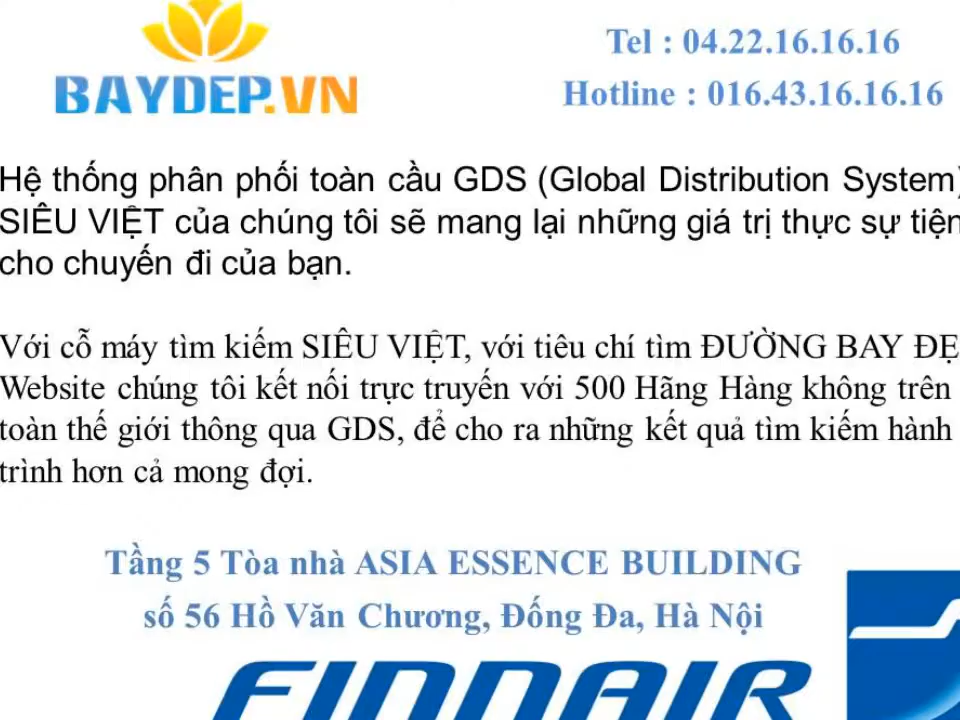 BAYDEP.VN
Tel : 04.22.16.16.16
Hotline : 016.43.16.16.16
Hệ thống phân phối toàn cầu GDS (Global Distribution System)
SIÊU VIỆT của chúng tôi sẽ mang lại những giá trị thực sự tiện
cho chuyến đi của bạn.
Với cỗ máy tìm kiếm SIÊU VIỆT, với tiêu chí tìm ĐƯỜNG BAY ĐẸ
Website chúng tôi kết nối trực truyến với 500 Hãng Hàng không trên
toàn thế giới thông qua GDS, để cho ra những kết quả tìm kiếm hành
trình hơn cả mong đợi.
Tầng 5 Tòa nhà ASIA ESSENCE BUILDING
số 56 Hồ Văn Chương, Đống Đa, Hà Nội
FINNAIR